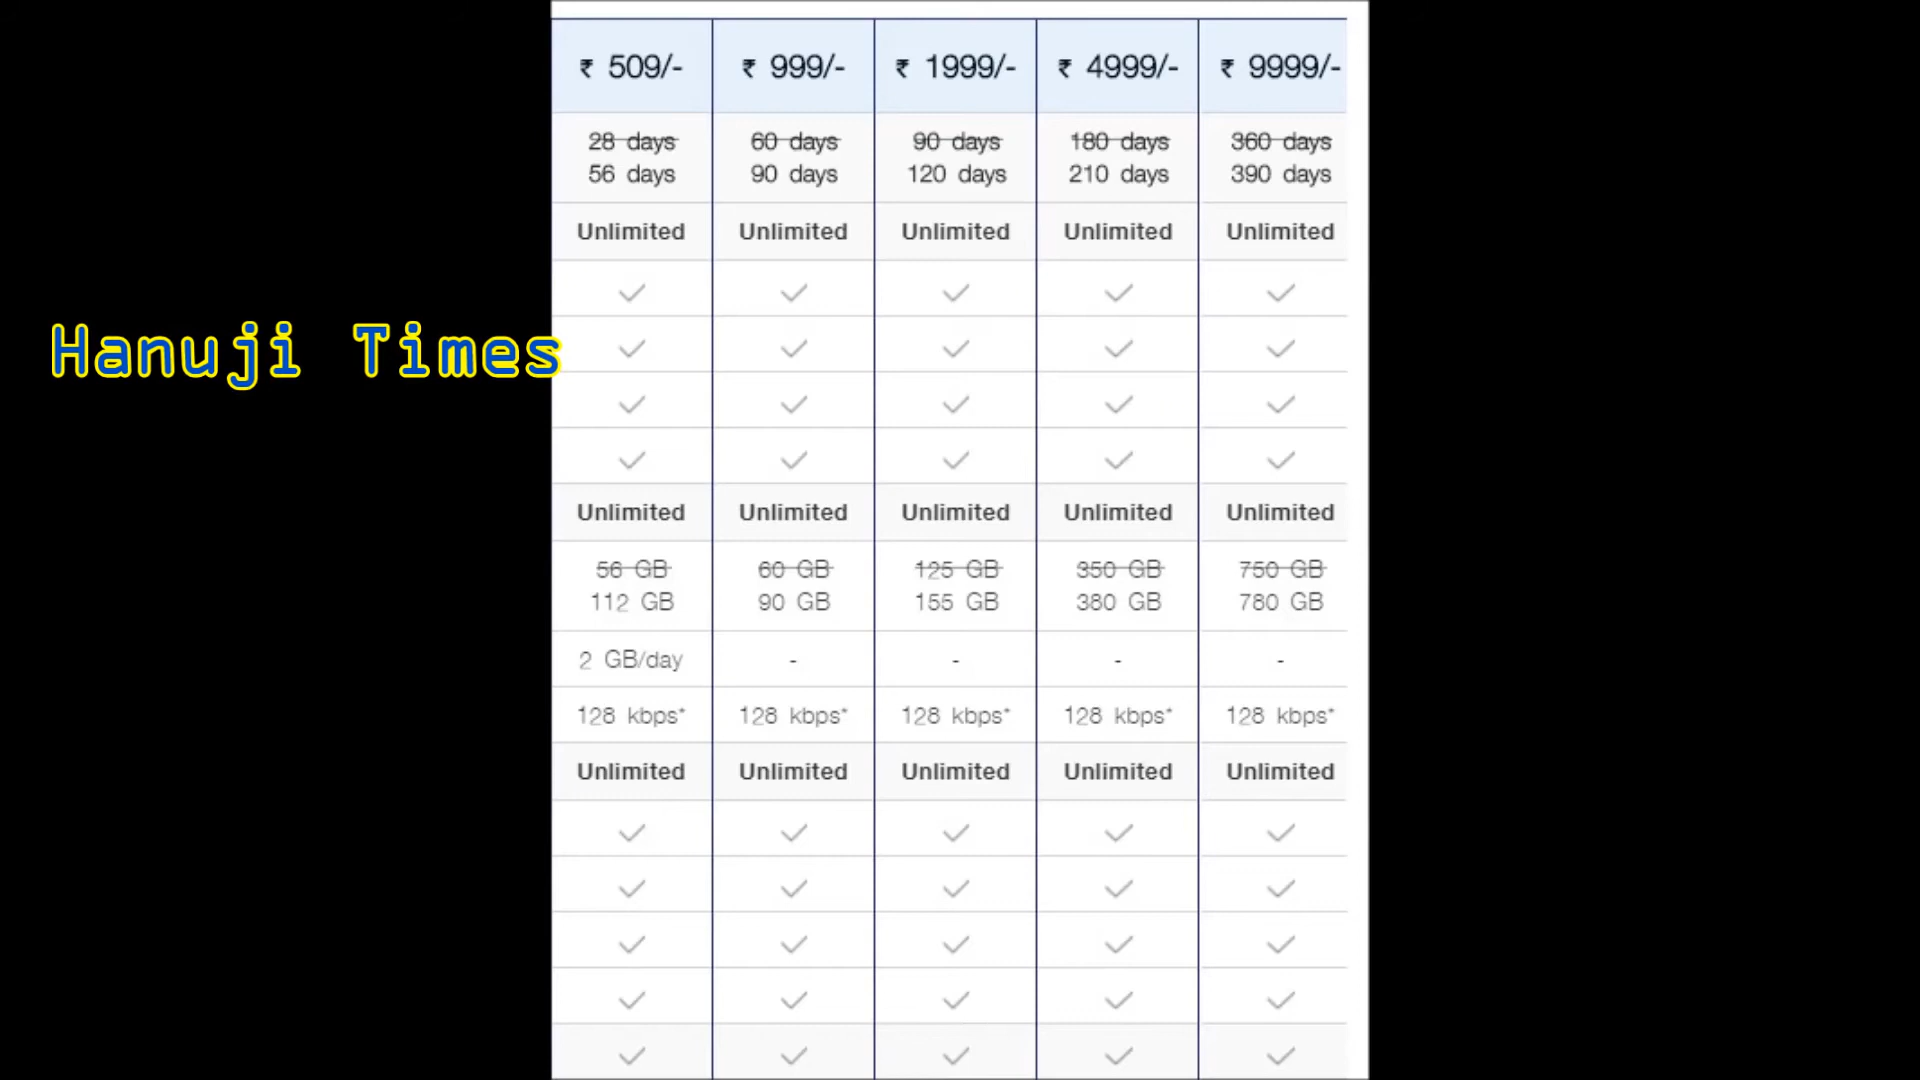 ₹ 509/- ₹ 999/- ₹ 1999/- ₹ 4999/- ₹ 9999/-
28 days 60 days 90 days 180 days 360 days
56 days 90 days 120 days 210 days 390 days
Unlimited Unlimited Unlimited Unlimited Unlimited
Hanuji Times
Unlimited Unlimited Unlimited Unlimited Unlimited
56 GB 60 GB 125 GB 350 GB 750 GB
112 GB 90 GB 155 GB 380 GB 780 GB
2 GB/day - - - -
128 kbps* 128 kbps* 128 kbps* 128 kbps* 128 kbps*
Unlimited Unlimited Unlimited Unlimited Unlimited